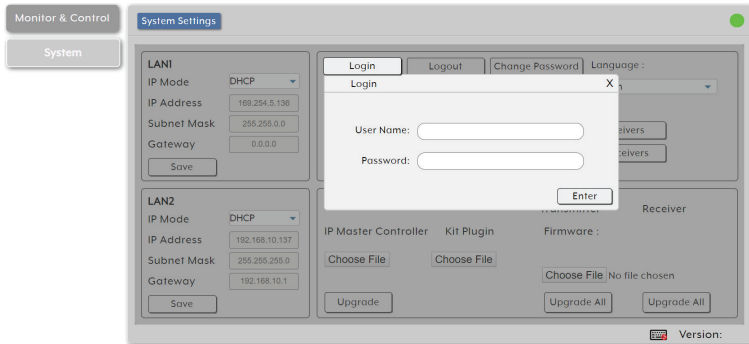 Monitor & Control
System
System Settings
LAN1
IP Mode DHCP
IP Address 169.254.5.136
Subnet Mask 255.255.0.0
Gateway 0.0.0.0
Save
Login Logout Change Password Language :
Login X
User Name:
Password:
Enter
LAN2
IP Mode DHCP
IP Address 192.168.10.137
Subnet Mask 255.255.255.0
Gateway 192.168.10.1
Save
Receiver
IP Master Controller Kit Plugin Firmware :
Choose File Choose File
Choose File No file chosen
Upgrade Upgrade All Upgrade All
Version: